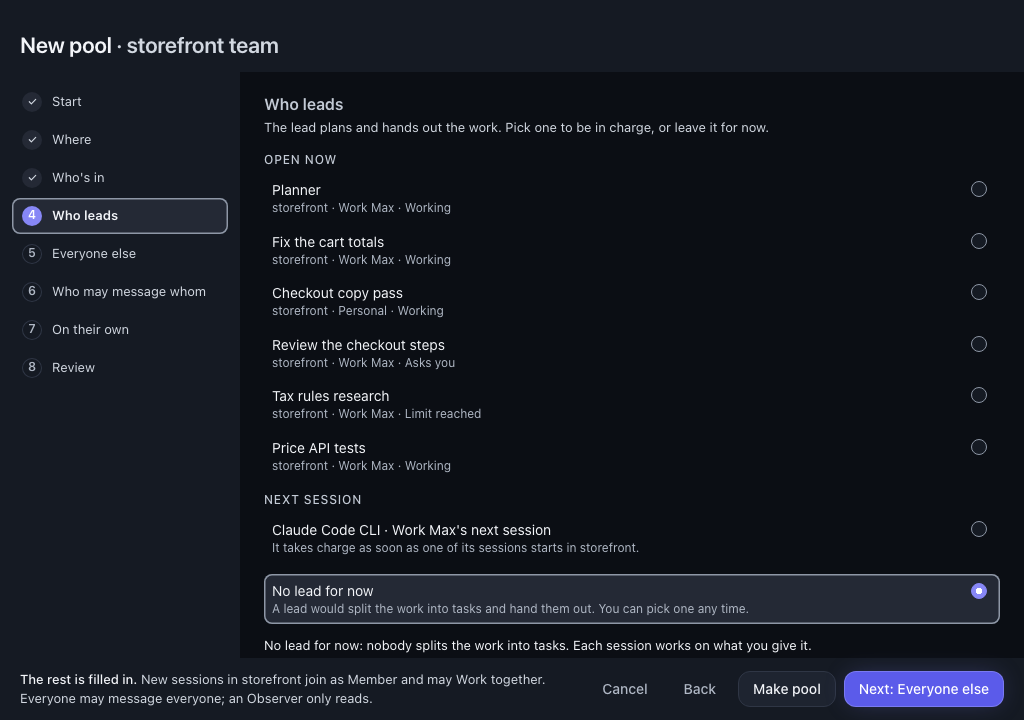 New pool · storefront team
Start
Where
Who's in
4 Who leads
5 Everyone else
6 Who may message whom
7 On their own
8 Review
Who leads
The lead plans and hands out the work. Pick one to be in charge, or leave it for now.
OPEN NOW
Planner
storefront · Work Max · Working
Fix the cart totals
storefront · Work Max · Working
Checkout copy pass
storefront · Personal · Working
Review the checkout steps
storefront · Work Max · Asks you
Tax rules research
storefront · Work Max · Limit reached
Price API tests
storefront · Work Max · Working
NEXT SESSION
Claude Code CLI · Work Max's next session
It takes charge as soon as one of its sessions starts in storefront.
No lead for now
A lead would split the work into tasks and hand them out. You can pick one any time.
No lead for now: nobody splits the work into tasks. Each session works on what you give it.
The rest is filled in. New sessions in storefront join as Member and may Work together.
Everyone may message everyone; an Observer only reads.
Cancel
Back
Make pool
Next: Everyone else